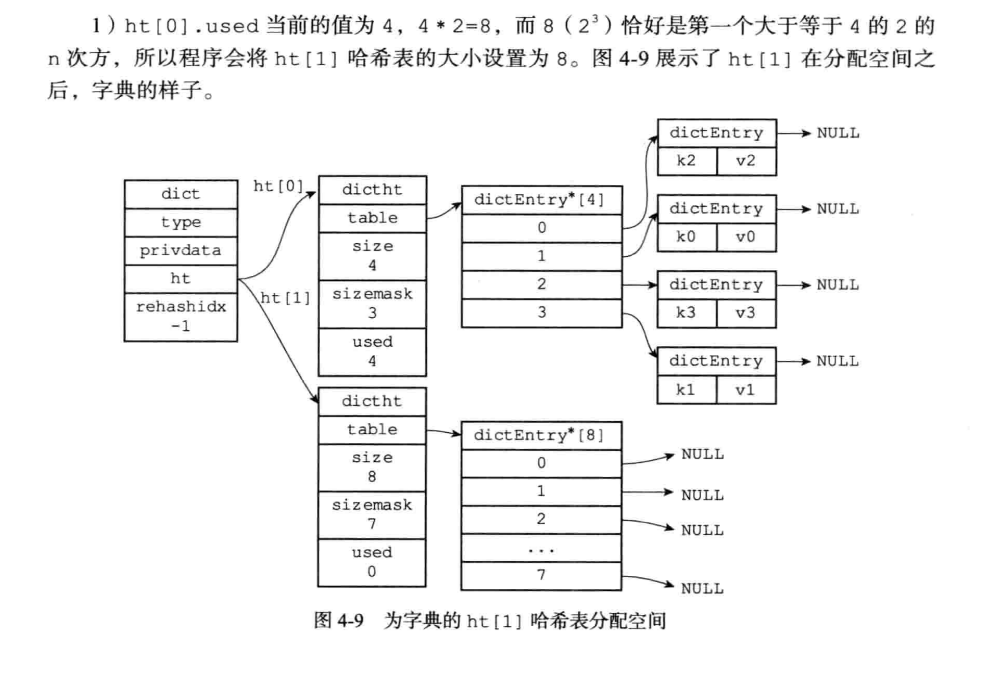 1）ht[0].used 当前的值为 4，4*2=8，而 8（2³）恰好是第一个大于等于 4 的 2 的
n 次方，所以程序会将 ht[1] 哈希表的大小设置为 8。图 4-9 展示了 ht[1] 在分配空间之
后，字典的样子。
dict
type
privdata
ht
rehashidx
-1
ht[0]
ht[1]
dictht
table
size
4
sizemask
3
used
4
dictEntry*[4]
0
1
2
3
dictEntry
k2 v2
NULL
dictEntry
k0 v0
NULL
dictEntry
k3 v3
NULL
dictEntry
k1 v1
NULL
dictht
table
size
8
sizemask
7
used
0
dictEntry*[8]
0
1
2
...
7
NULL
NULL
NULL
NULL
图 4-9 为字典的 ht[1] 哈希表分配空间